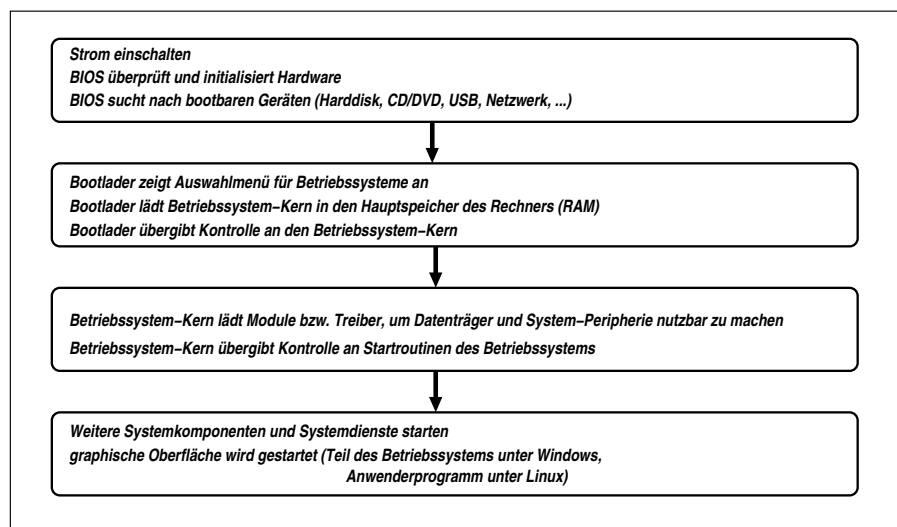 Strom einschalten
BIOS überprüft und initialisiert Hardware
BIOS sucht nach bootbaren Geräten (Harddisk, CD/DVD, USB, Netzwerk, ...)
Bootlader zeigt Auswahlmenü für Betriebssysteme an
Bootlader lädt Betriebssystem−Kern in den Hauptspeicher des Rechners (RAM)
Bootlader übergibt Kontrolle an den Betriebssystem−Kern
Betriebssystem−Kern lädt Module bzw. Treiber, um Datenträger und System−Peripherie nutzbar zu machen
Betriebssystem−Kern übergibt Kontrolle an Startroutinen des Betriebssystems
Weitere Systemkomponenten und Systemdienste starten
graphische Oberfläche wird gestartet (Teil des Betriebssystems unter Windows,
Anwenderprogramm unter Linux)